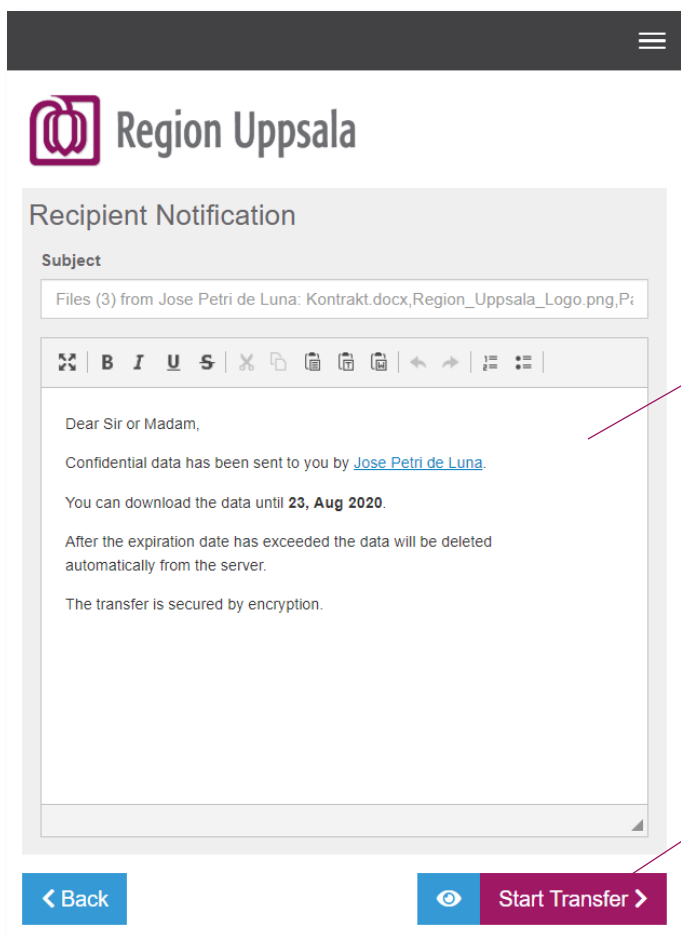 Region Uppsala
Recipient Notification
Subject
Files (3) from Jose Petri de Luna: Kontrakt.docx,Region_Uppsala_Logo.png,Pa
B I U S
Dear Sir or Madam,
Confidential data has been sent to you by Jose Petri de Luna.
You can download the data until 23, Aug 2020.
After the expiration date has exceeded the data will be deleted
automatically from the server.
The transfer is secured by encryption.
Back
Start Transfer